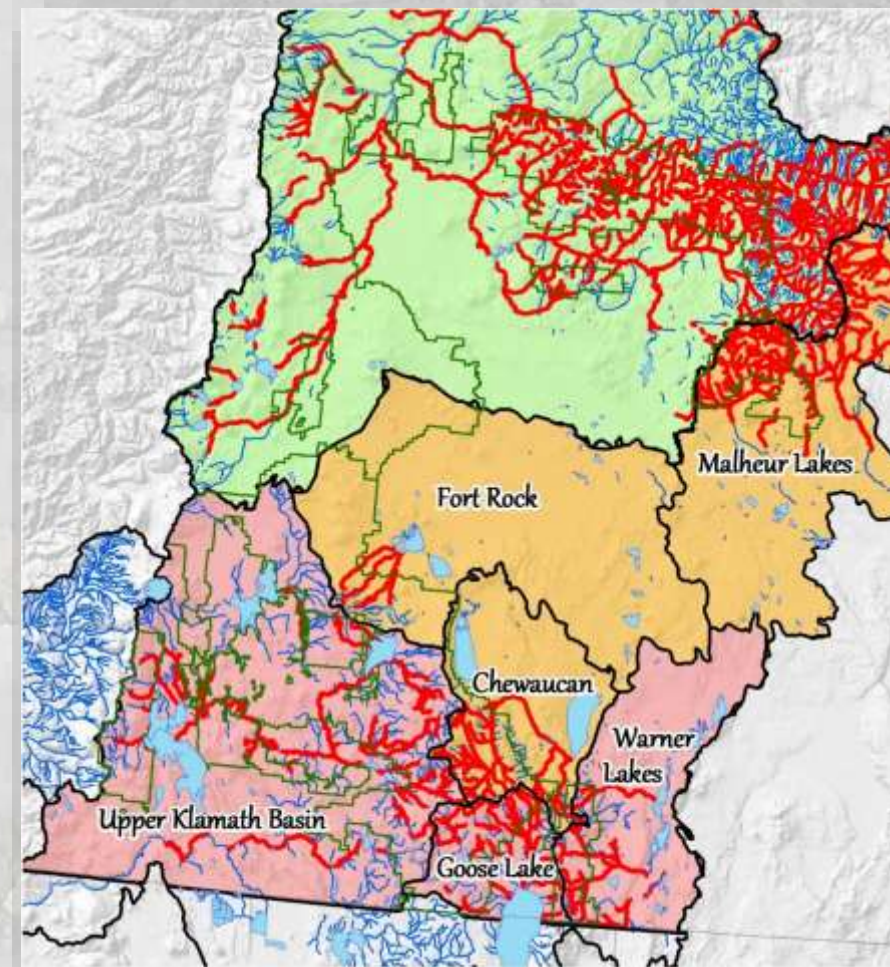 Malheur Lakes
Fort Rock
Chewaucan
Warner
Lakes
Upper Klamath Basin
Goose Lake